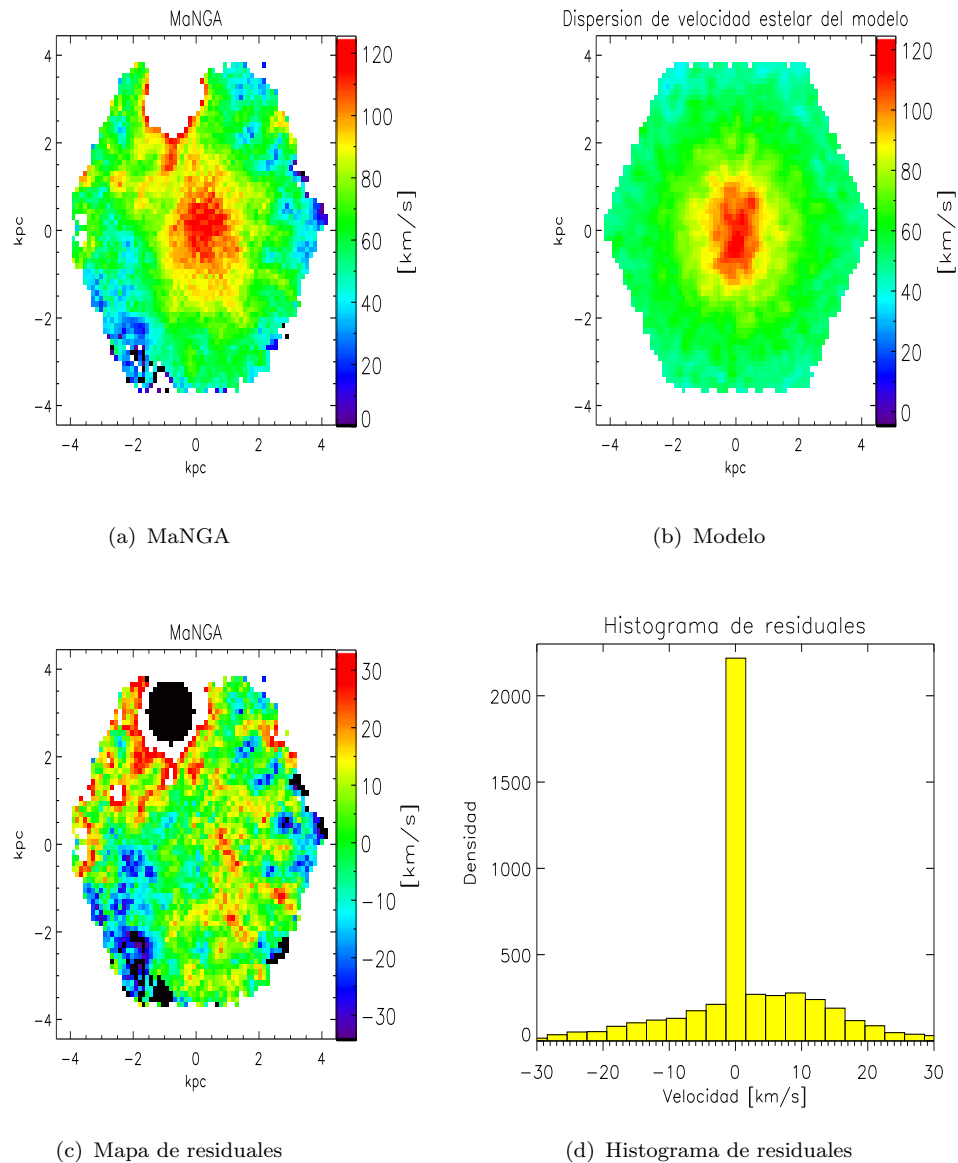 MaNGA
Dispersion de velocidad estelar del modelo
4
2
0
−2
−4
kpc
−4 −2 0 2 4
kpc
120
100
80
60
40
20
0
[km/s]
4
2
0
−2
−4
kpc
−4 −2 0 2 4
kpc
120
100
80
60
40
20
0
[km/s]
(a) MaNGA
(b) Modelo
MaNGA
Histograma de residuales
4
2
0
−2
−4
kpc
−4 −2 0 2 4
kpc
30
20
10
0
−10
−20
−30
[km/s]
2000
1500
1000
500
0
Densidad
−30 −20 −10 0 10 20 30
Velocidad [km/s]
(c) Mapa de residuales
(d) Histograma de residuales